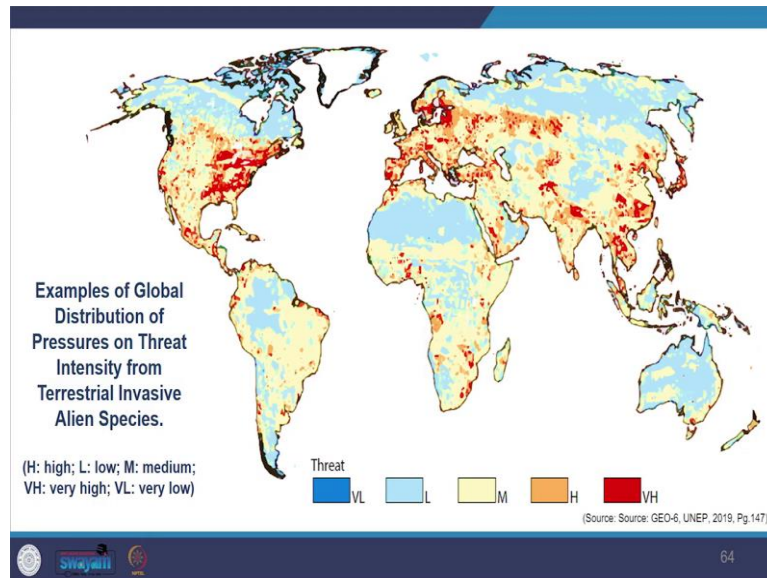 Examples of Global
Distribution of
Pressures on Threat
Intensity from
Terrestrial Invasive
Alien Species.
(H: high; L: low; M: medium;
VH: very high; VL: very low)
Threat
VL
L
M
H
VH
(Source: Source: GEO-6, UNEP, 2019, Pg.147)
swayam
64